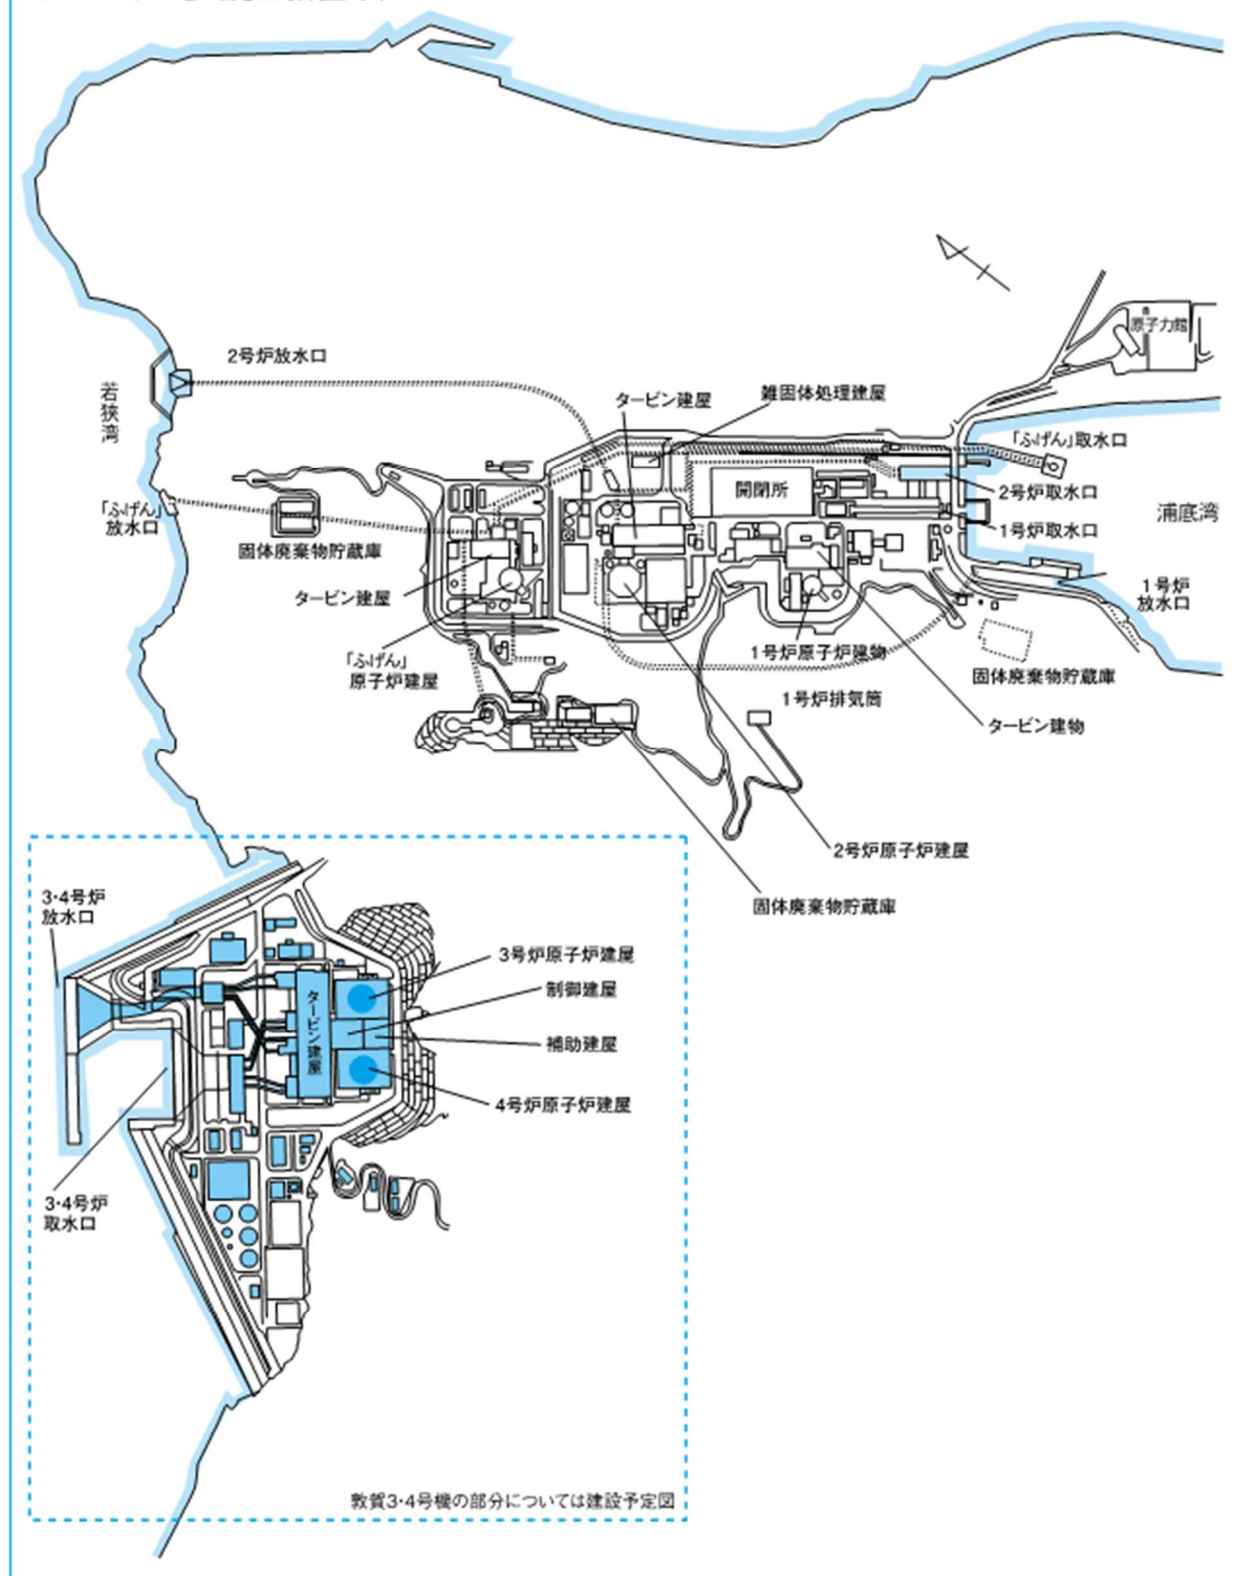 2号炉放水口
若狭湾
「ふげん」
放水口
固体廃棄物貯蔵庫
タービン建屋
「ふげん」
原子炉建屋
タービン建屋
雑固体処理建屋
開閉所
原子力館
「ふげん」取水口
2号炉取水口
1号炉取水口
浦底湾
1号炉
放水口
1号炉原子炉建物
1号炉排気筒
固体廃棄物貯蔵庫
タービン建物
2号炉原子炉建屋
固体廃棄物貯蔵庫
3・4号炉
放水口
タービン建屋
3号炉原子炉建屋
制御建屋
補助建屋
4号炉原子炉建屋
3・4号炉
取水口
敦賀3・4号機の部分については建設予定図